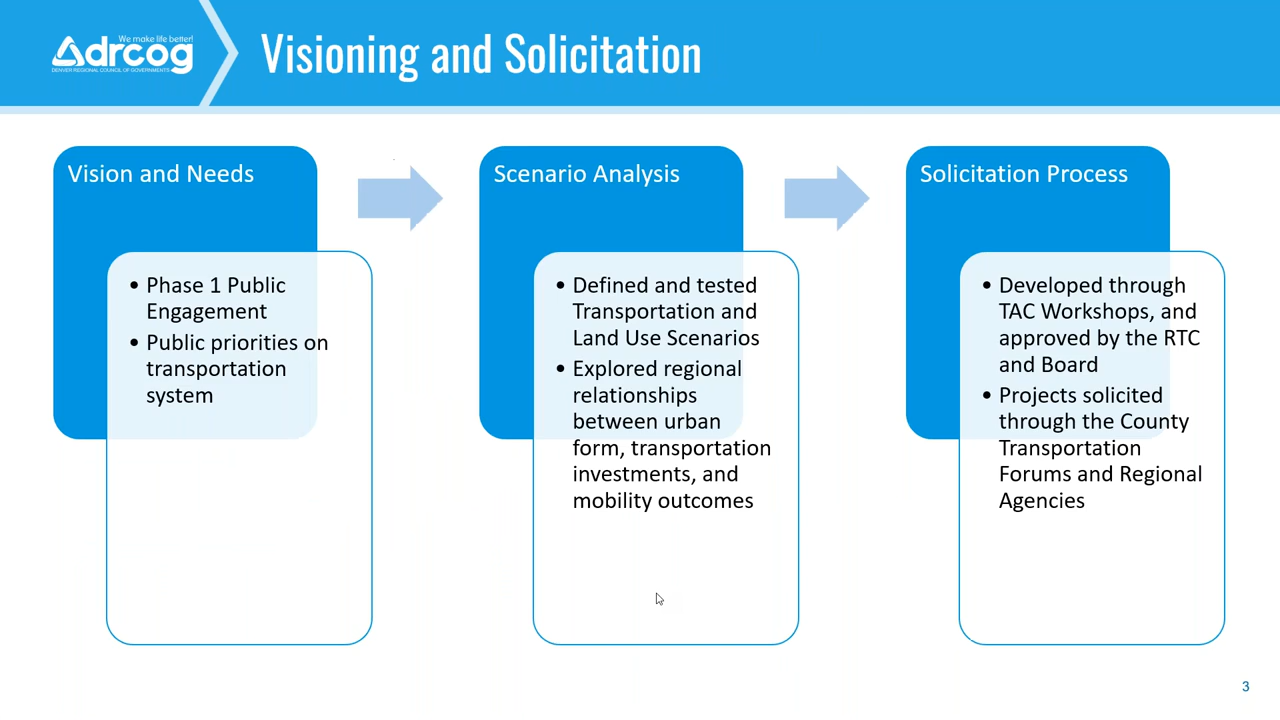 We make life better!
drcog
DENVER REGIONAL COUNCIL OF GOVERNMENTS
Visioning and Solicitation
Vision and Needs
• Phase 1 Public
Engagement
• Public priorities on
transportation
system
Scenario Analysis
• Defined and tested
Transportation and
Land Use Scenarios
• Explored regional
relationships
between urban
form, transportation
investments, and
mobility outcomes
Solicitation Process
• Developed through
TAC Workshops, and
approved by the RTC
and Board
• Projects solicited
through the County
Transportation
Forums and Regional
Agencies
3